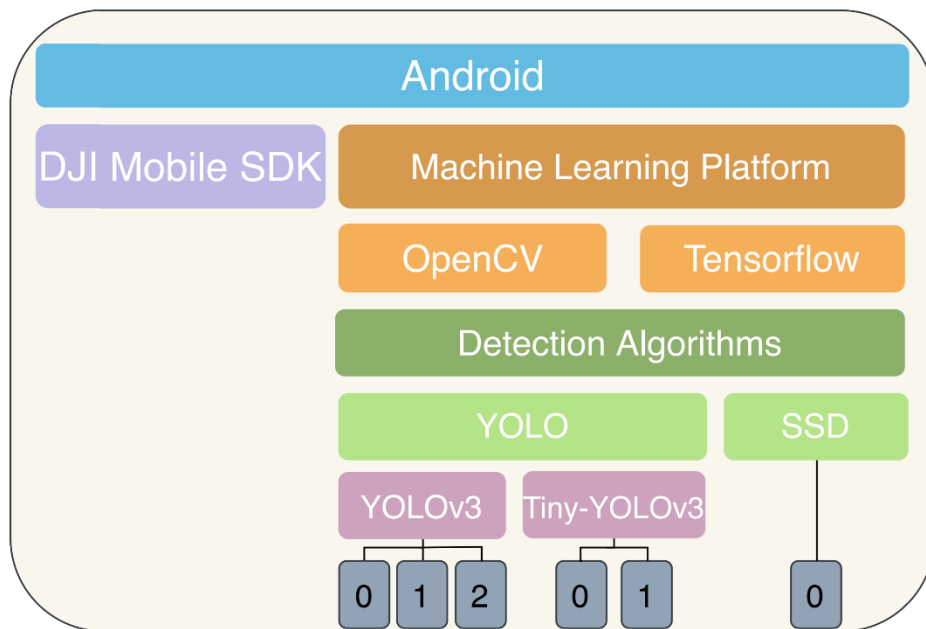 Android
DJI Mobile SDK
Machine Learning Platform
OpenCV
Tensorflow
Detection Algorithms
YOLO
SSD
YOLOv3
Tiny-YOLOv3
0 1 2 0 1 0